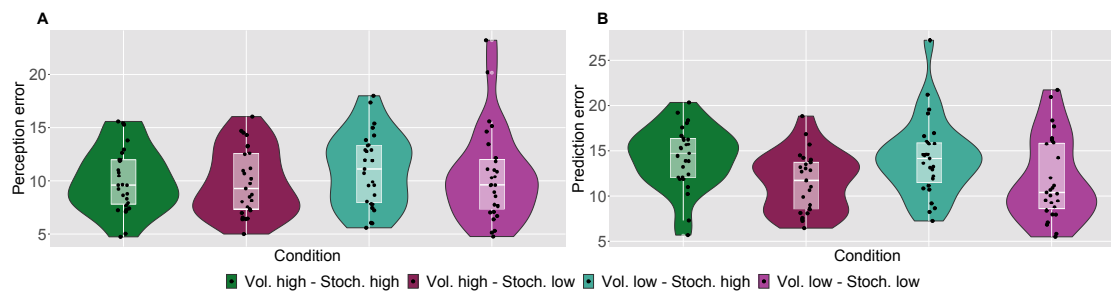 A
B
Perception error
20
15
10
5
Condition
Prediction error
25
20
15
10
5
Condition
Vol. high - Stoch. high
Vol. high - Stoch. low
Vol. low - Stoch. high
Vol. low - Stoch. low